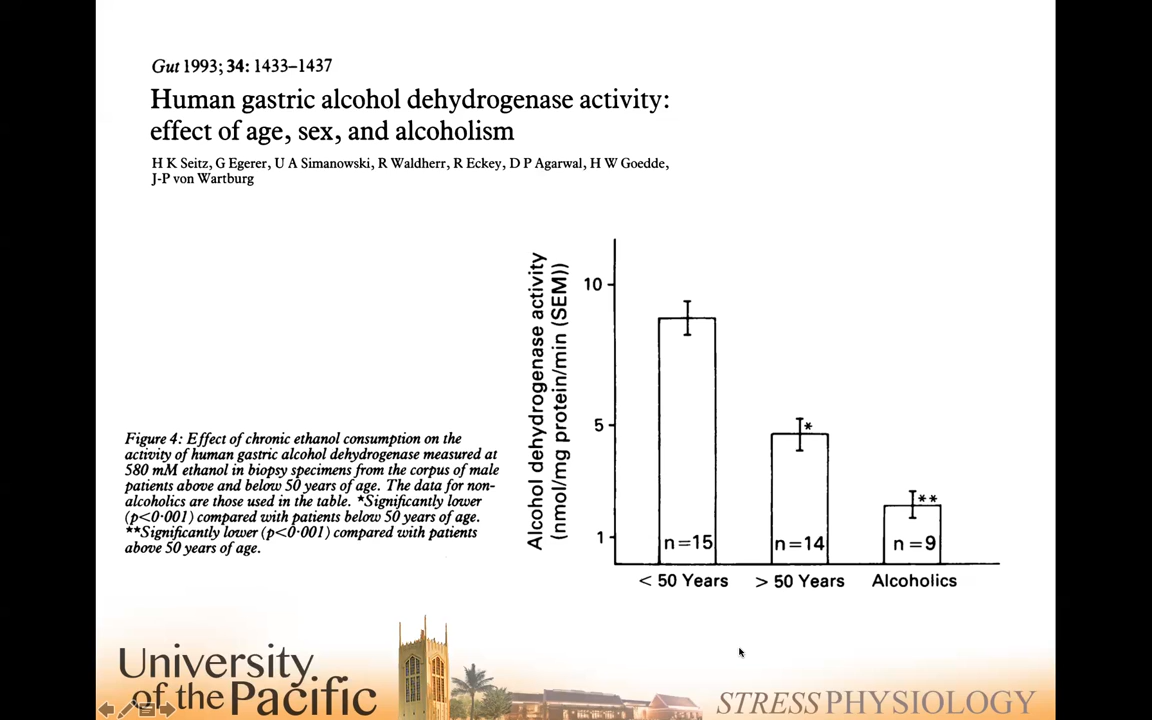 Gut 1993; 34: 1433–1437
Human gastric alcohol dehydrogenase activity:
effect of age, sex, and alcoholism
H K Seitz, G Egerer, U A Simanowski, R Waldherr, R Eckey, D P Agarwal, H W Goedde,
J-P von Wartburg
Alcohol dehydrogenase activity
(nmol/mg protein/min (SEM))
10
5
1
*
**
n=15
n=14
n=9
< 50 Years
> 50 Years
Alcoholics
Figure 4: Effect of chronic ethanol consumption on the
activity of human gastric alcohol dehydrogenase measured at
580 mM ethanol in biopsy specimens from the corpus of male
patients above and below 50 years of age. The data for non-
alcoholics are those used in the table. *Significantly lower
(p<0·001) compared with patients below 50 years of age.
**Significantly lower (p<0·001) compared with patients
above 50 years of age.
University
of the Pacific
STRESSPHYSIOLOGY